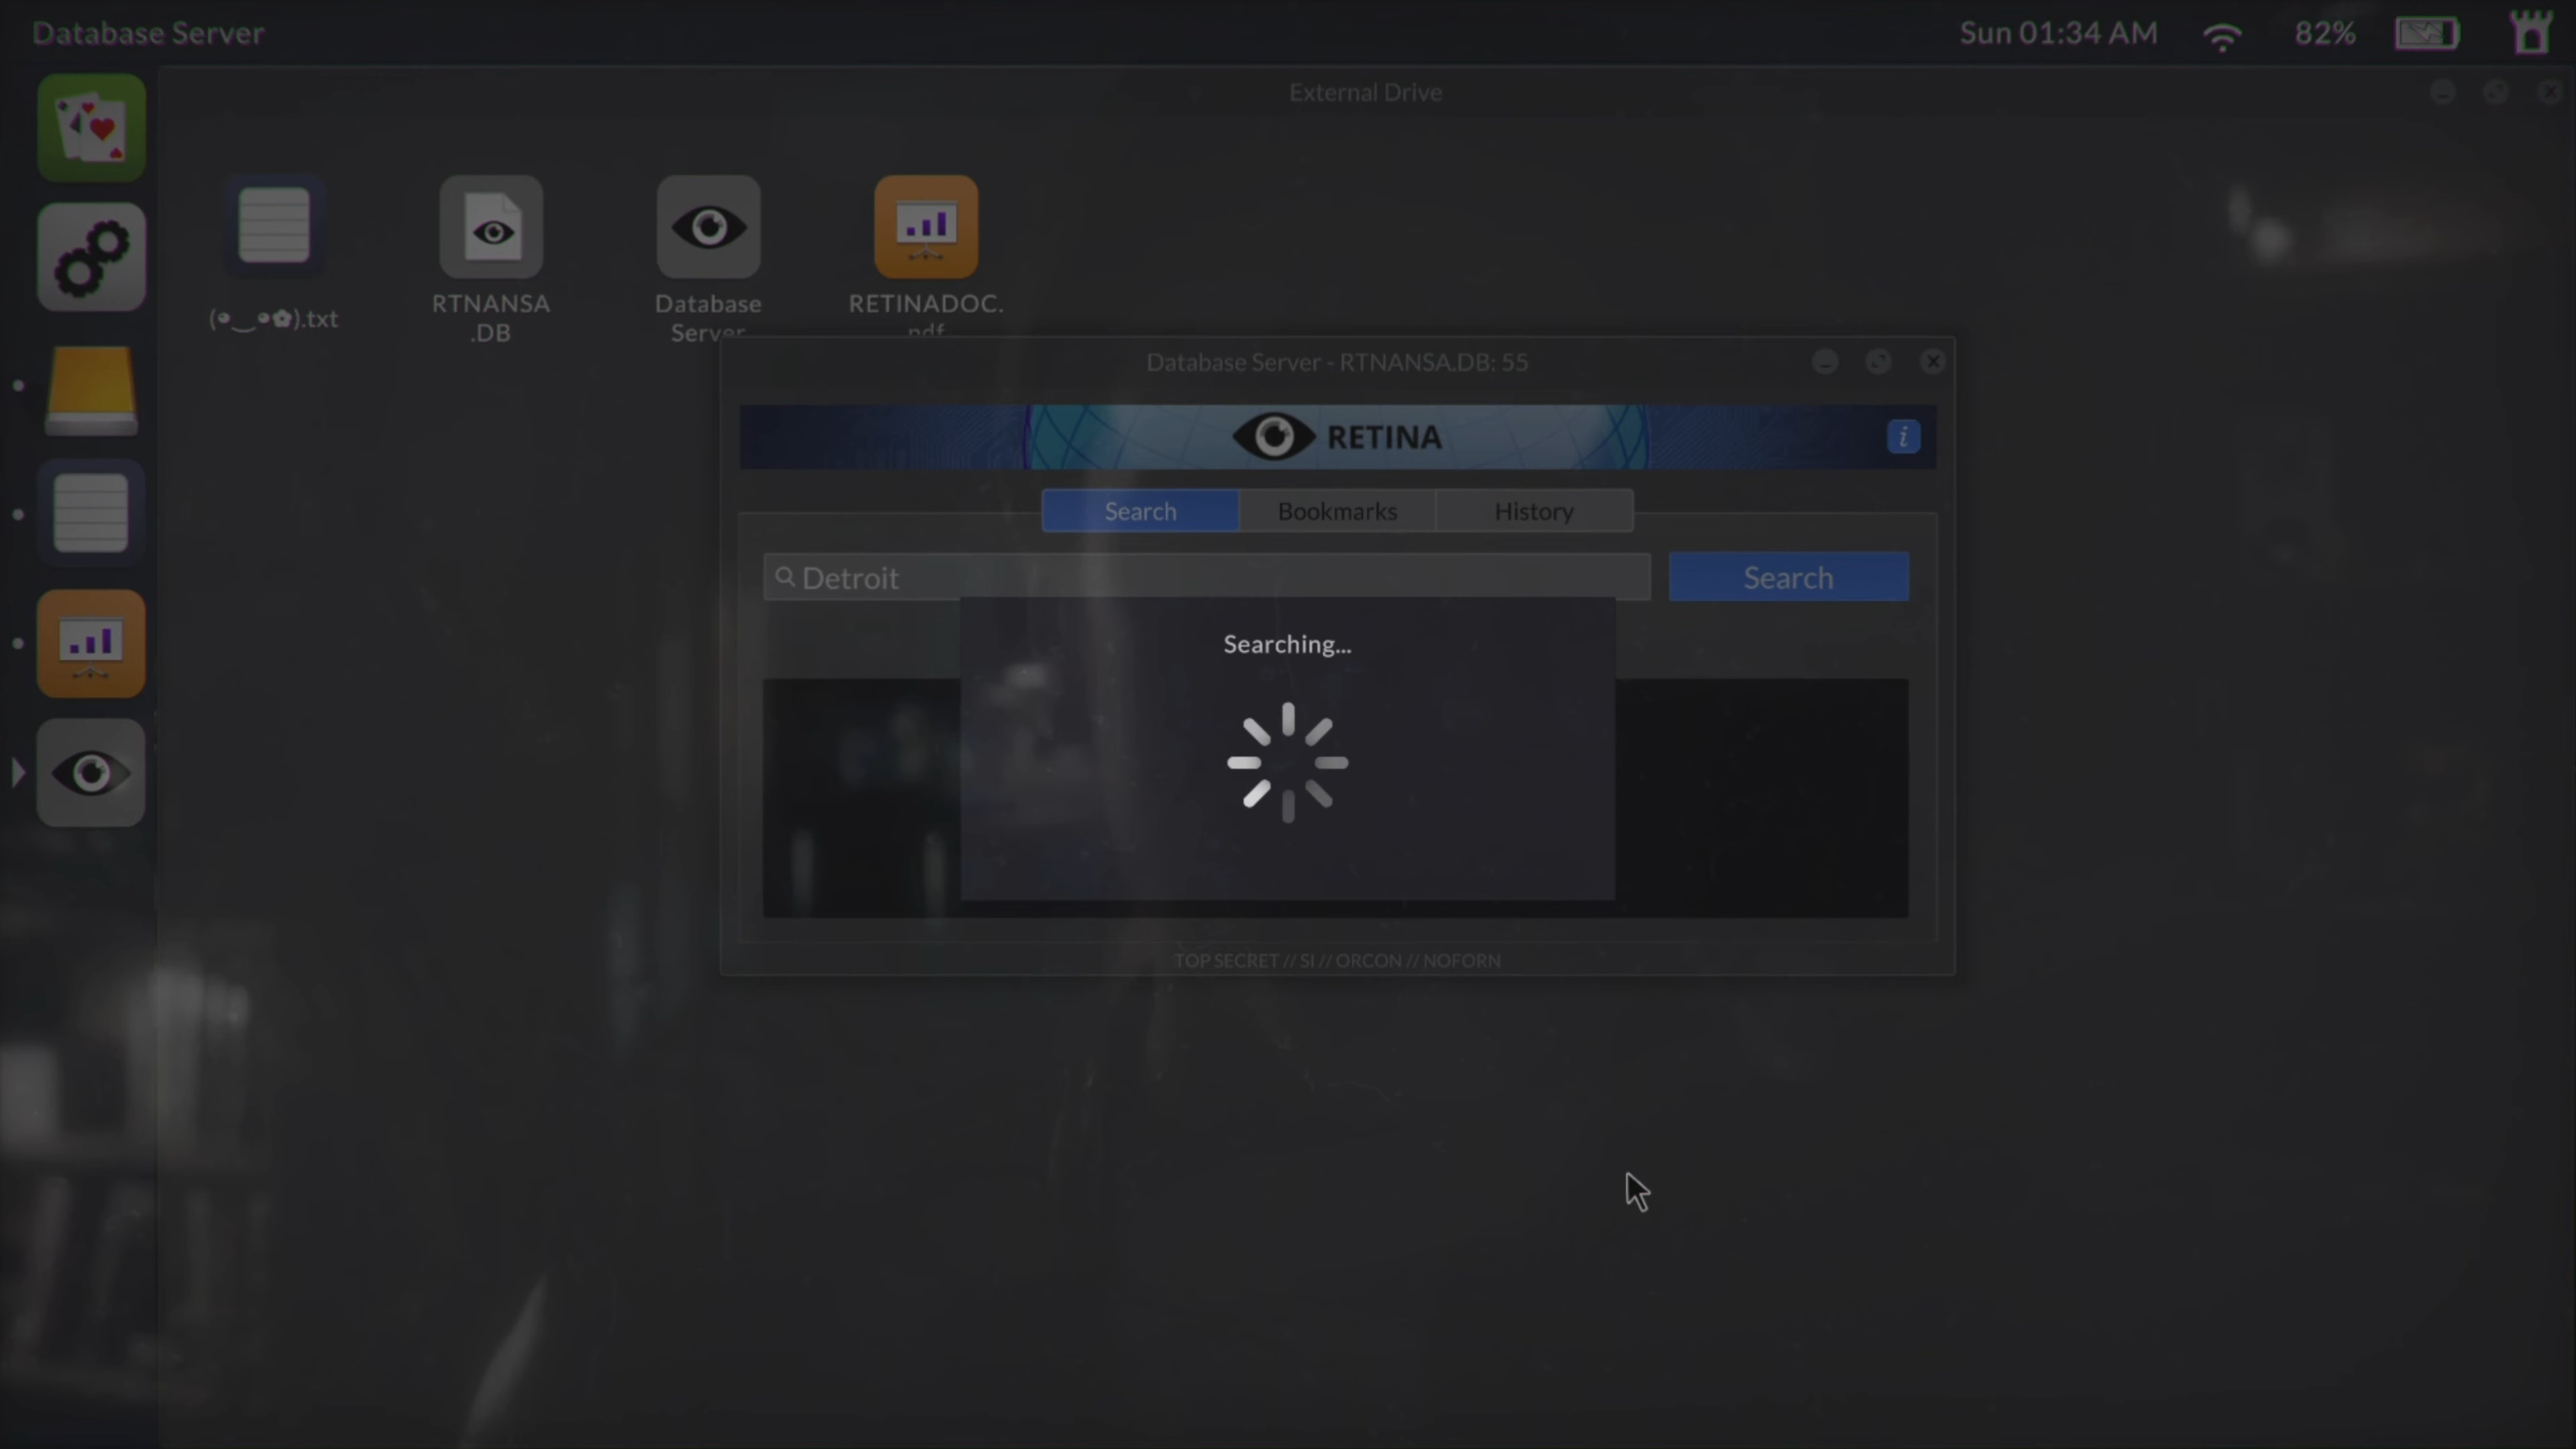 Database Server
Sun 01:34 AM
82%
External Drive
(•‿•✿).txt
RTNANSA
.DB
Database
Server
RETINADOC.
pdf
Database Server - RTNANSA.DB: 55
RETINA
i
Search
Bookmarks
History
Detroit
Search
Searching...
TOP SECRET // SI // ORCON // NOFORN